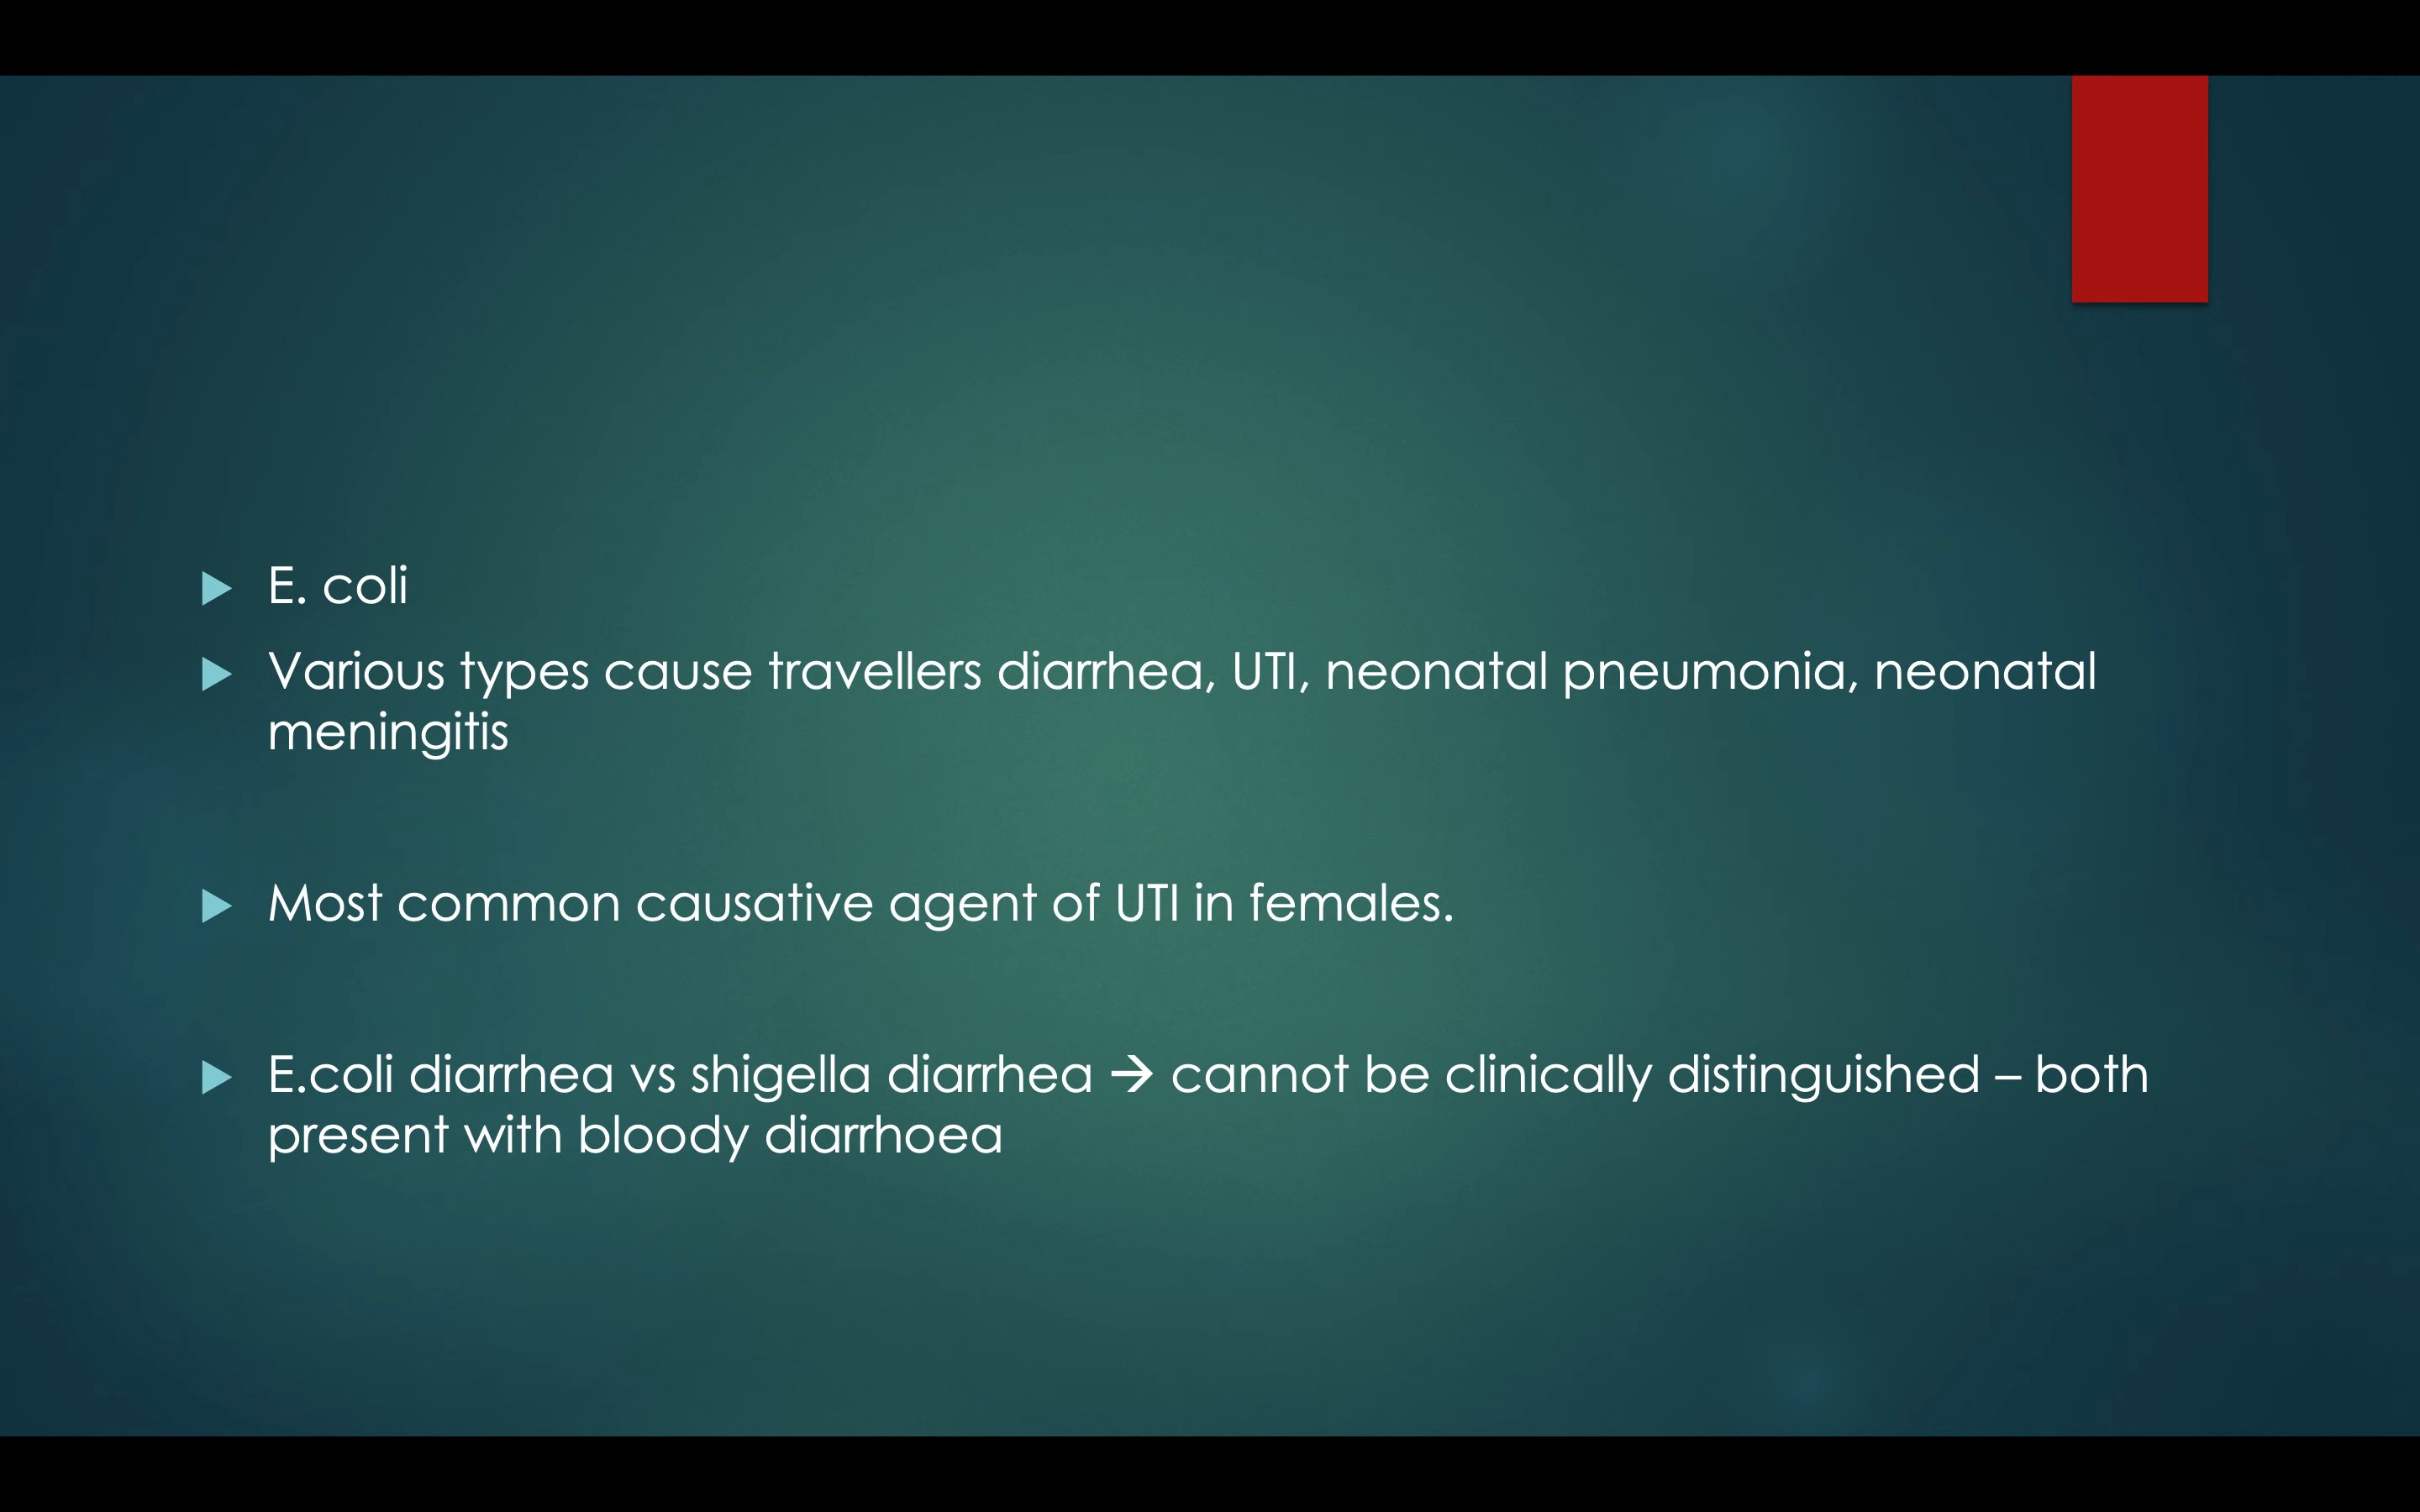 E. coli
Various types cause travellers diarrhea, UTI, neonatal pneumonia, neonatal
meningitis
Most common causative agent of UTI in females.
E.coli diarrhea vs shigella diarrhea → cannot be clinically distinguished – both
present with bloody diarrhoea